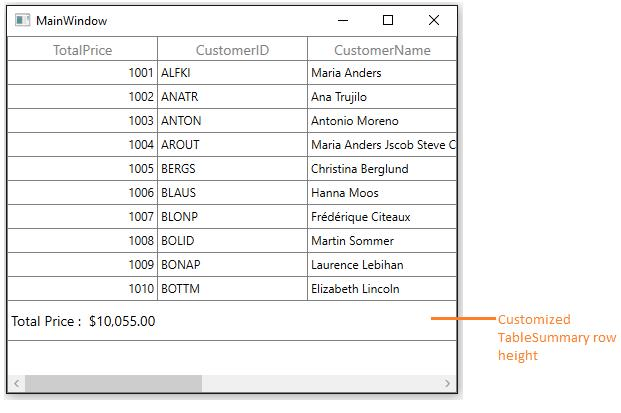 MainWindow
TotalPrice CustomerID CustomerName
1001 ALFKI Maria Anders
1002 ANATR Ana Trujilo
1003 ANTON Antonio Moreno
1004 AROUT Maria Anders Jscob Steve C
1005 BERGS Christina Berglund
1006 BLAUS Hanna Moos
1007 BLONP Frédérique Citeaux
1008 BOLID Martin Sommer
1009 BONAP Laurence Lebihan
1010 BOTTM Elizabeth Lincoln
Total Price : $10,055.00
Customized
TableSummary row
height